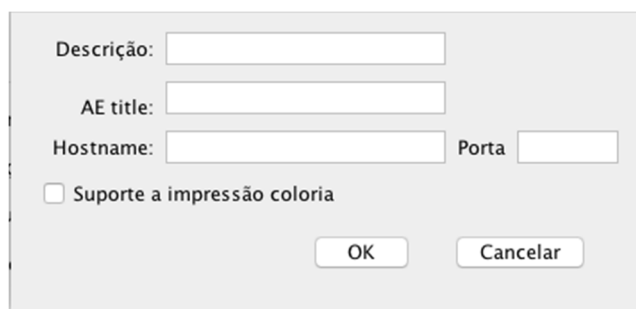 Descrição:
AE title:
Hostname: Porta
Suporte a impressão coloria
OK Cancelar